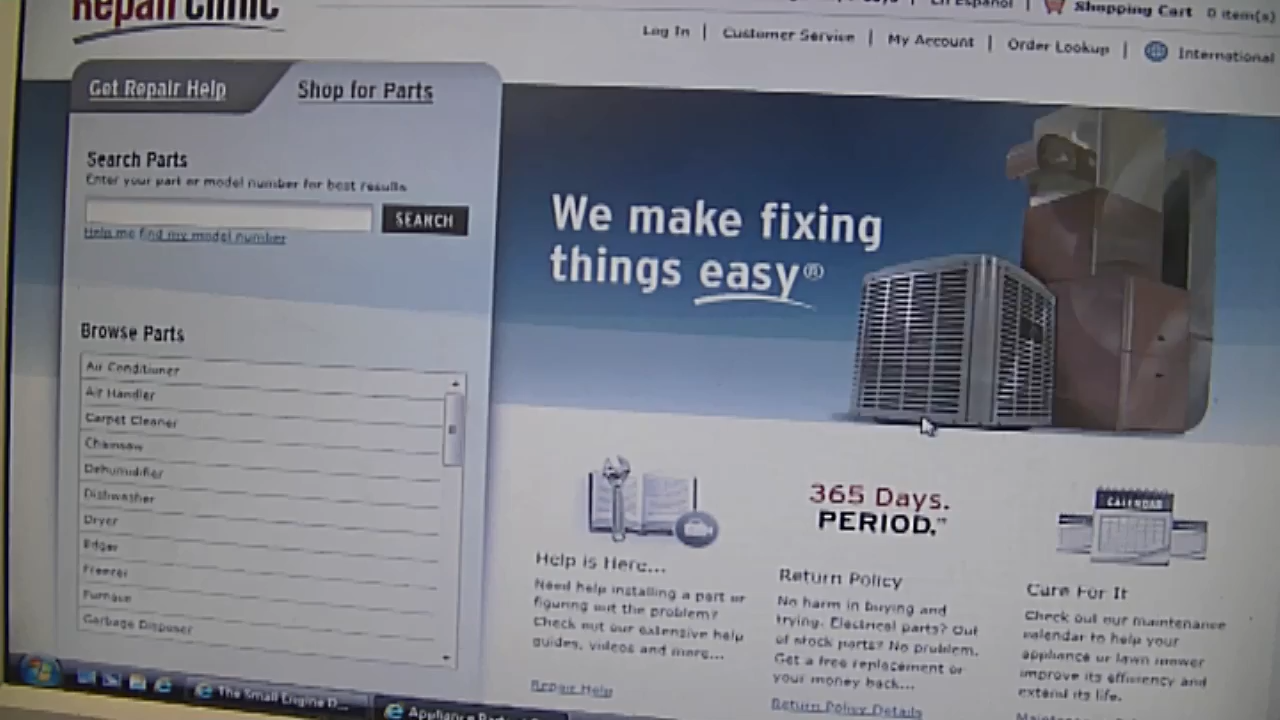 Repair Clinic
En Español | Shopping Cart 0 item(s)
Log In | Customer Service | My Account | Order Lookup | International
Get Repair Help
Shop for Parts
Search Parts
Enter your part or model number for best results
SEARCH
Help me find my model number
We make fixing
things easy®
Browse Parts
Air Conditioner
Air Handler
Carpet Cleaner
Chainsaw
Dehumidifier
Dishwasher
Dryer
Edger
Freezer
Furnace
Garbage Disposer
Help is Here...
Need help installing a part or
figuring out the problem?
Check out our extensive help
guides, videos and more...
Repair Help
365 Days.
PERIOD.™
Return Policy
No harm in buying and
trying. Electrical parts? Out
of stock parts? No problem.
Get a free replacement or
your money back...
Return Policy Details
CALENDAR
Care For It
Check out our maintenance
calendar to help your
appliance or lawn mower
improve its efficiency and
extend its life.
The Small Engine D...